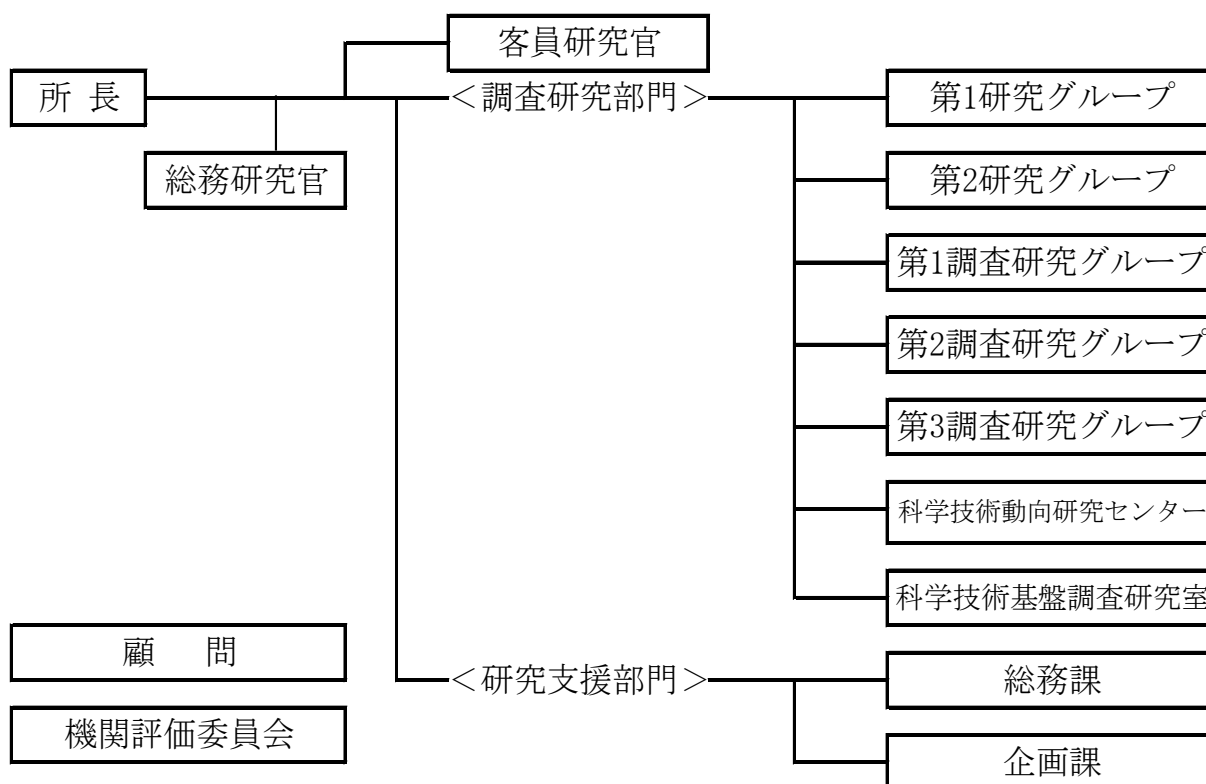 客員研究官
所 長
＜調査研究部門＞
第1研究グループ
総務研究官
第2研究グループ
第1調査研究グループ
第2調査研究グループ
第3調査研究グループ
科学技術動向研究センター
科学技術基盤調査研究室
顧 問
＜研究支援部門＞
総務課
機関評価委員会
企画課